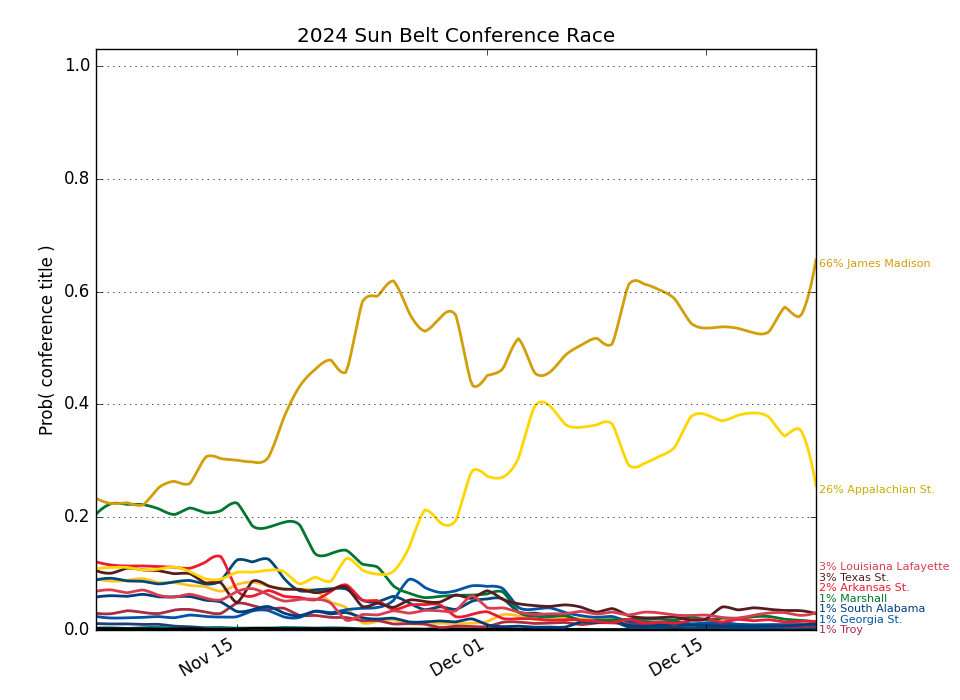 2024 Sun Belt Conference Race
Prob( conference title )
1.0
0.8
0.6
0.4
0.2
0.0
Nov 15
Dec 01
Dec 15
66% James Madison
26% Appalachian St.
3% Louisiana Lafayette
3% Texas St.
2% Arkansas St.
1% Marshall
1% South Alabama
1% Georgia St.
1% Troy